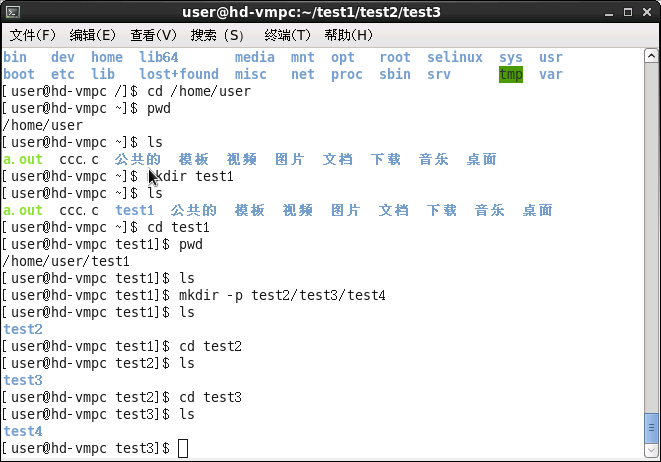 user@hd-vmpc:~/test1/test2/test3
文件(F) 编辑(E) 查看(V) 搜索 (S) 终端(T) 帮助(H)
bin dev home lib64 media mnt opt root selinux sys usr
boot etc lib lost+found misc net proc sbin srv tmp var
[user@hd-vmpc /]$ cd /home/user
[user@hd-vmpc ~]$ pwd
/home/user
[user@hd-vmpc ~]$ ls
a.out ccc.c 公共的 模板 视频 图片 文档 下载 音乐 桌面
[user@hd-vmpc ~]$ mkdir test1
[user@hd-vmpc ~]$ ls
a.out ccc.c test1 公共的 模板 视频 图片 文档 下载 音乐 桌面
[user@hd-vmpc ~]$ cd test1
[user@hd-vmpc test1]$ pwd
/home/user/test1
[user@hd-vmpc test1]$ ls
[user@hd-vmpc test1]$ mkdir -p test2/test3/test4
[user@hd-vmpc test1]$ ls
test2
[user@hd-vmpc test1]$ cd test2
[user@hd-vmpc test2]$ ls
test3
[user@hd-vmpc test2]$ cd test3
[user@hd-vmpc test3]$ ls
test4
[user@hd-vmpc test3]$